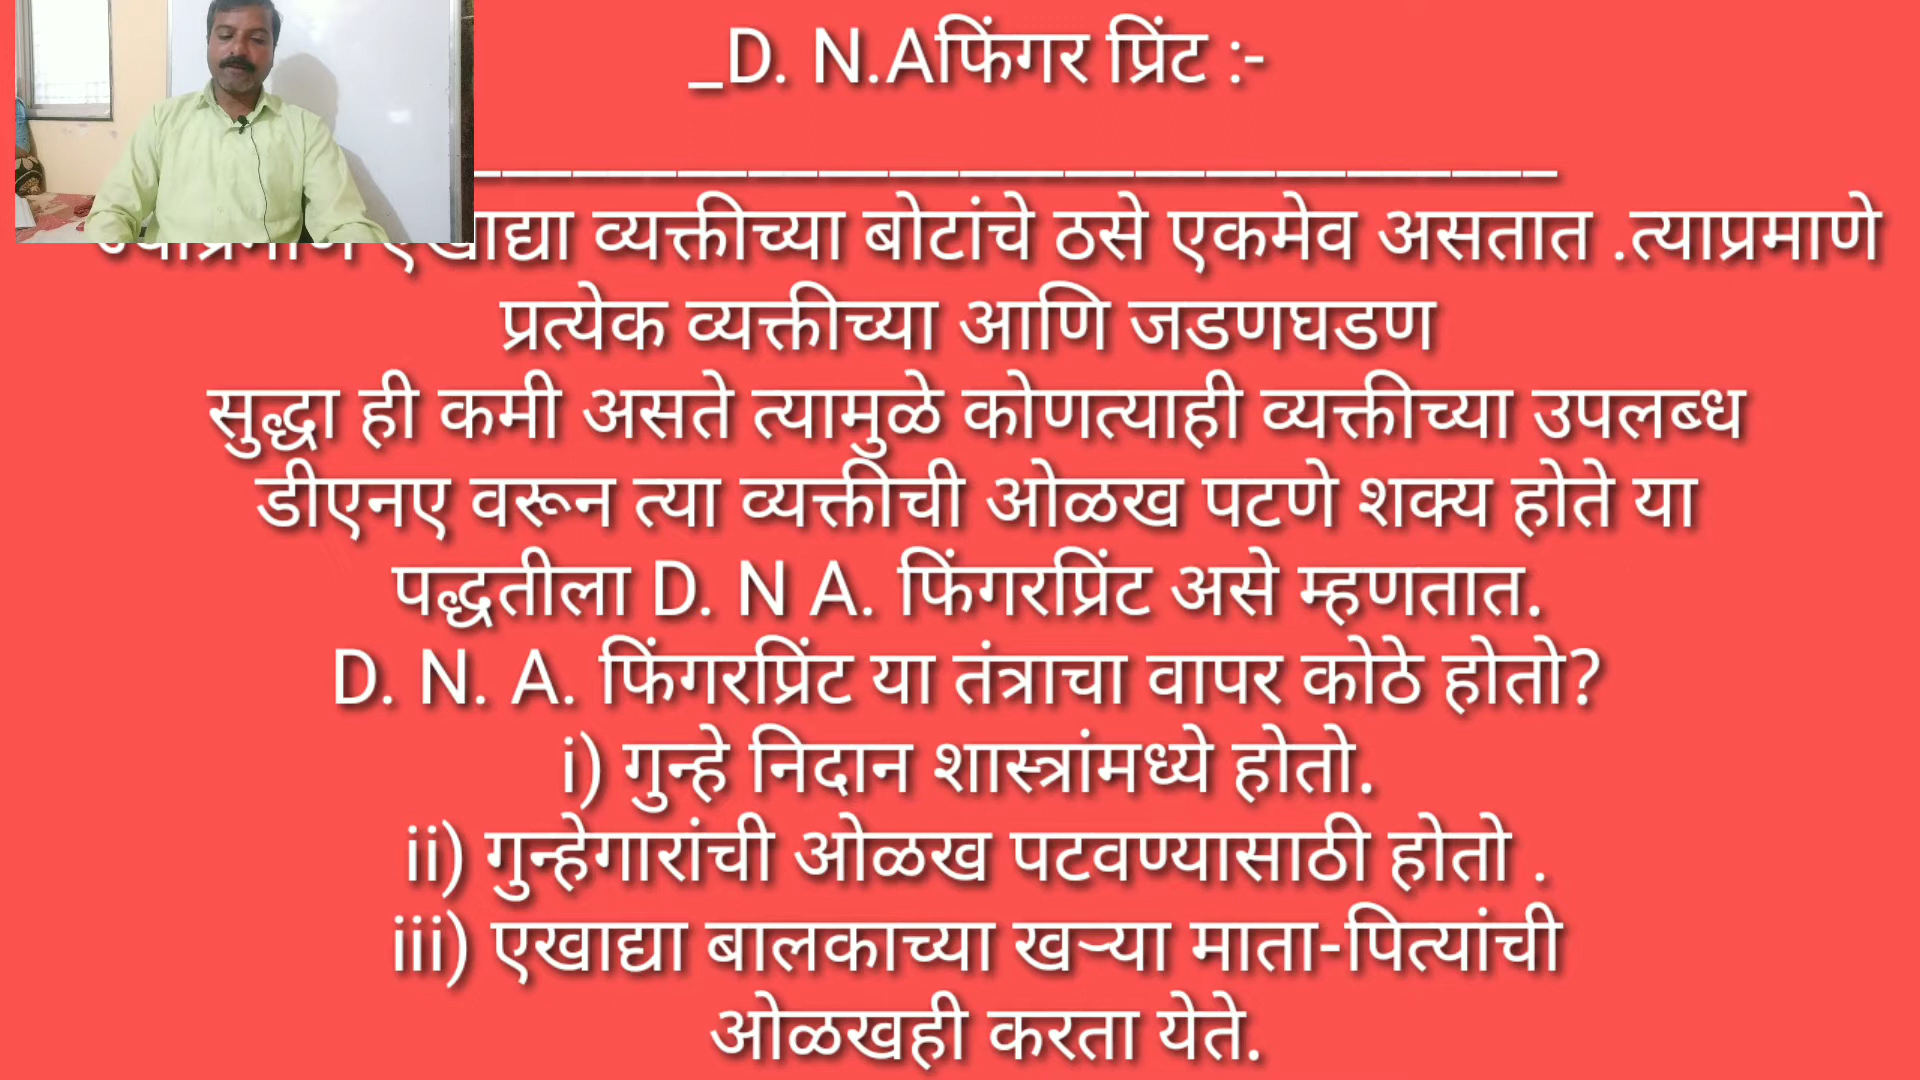 _D. N.Aफिंगर प्रिंट :-
एखाद्या व्यक्तीच्या बोटांचे ठसे एकमेव असतात .त्याप्रमाणे
प्रत्येक व्यक्तीच्या आणि जडणघडण
सुद्धा ही कमी असते त्यामुळे कोणत्याही व्यक्तीच्या उपलब्ध
डीएनए वरून त्या व्यक्तीची ओळख पटणे शक्य होते या
पद्धतीला D. N A. फिंगरप्रिंट असे म्हणतात.
D. N. A. फिंगरप्रिंट या तंत्राचा वापर कोठे होतो?
i) गुन्हे निदान शास्त्रांमध्ये होतो.
ii) गुन्हेगारांची ओळख पटवण्यासाठी होतो .
iii) एखाद्या बालकाच्या खऱ्या माता-पित्यांची
ओळखही करता येते.